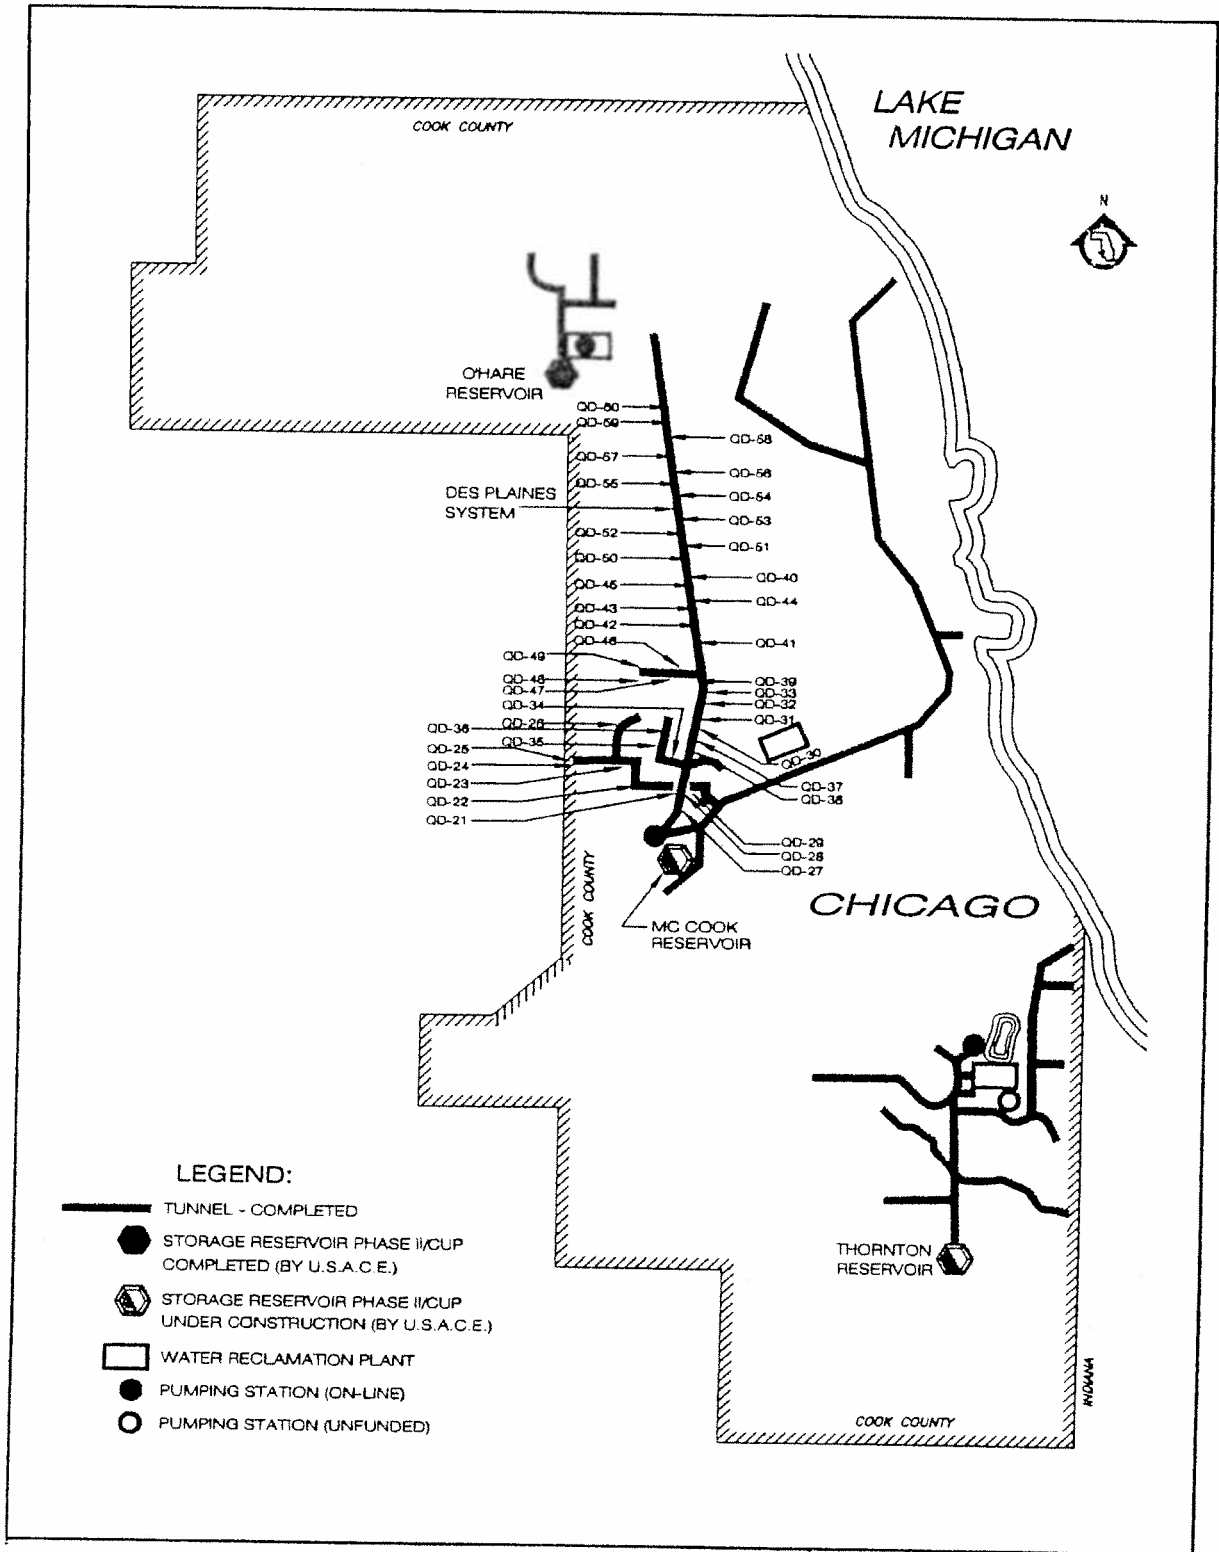 LAKE
MICHIGAN
COOK COUNTY
N
O'HARE
RESERVOIR
QD-60
QD-59
QD-58
QD-57
QD-56
QD-55
DES PLAINES
SYSTEM
QD-54
QD-53
QD-52
QD-51
QD-50
QD-40
QD-45
QD-44
QD-43
QD-42
QD-46
QD-41
QD-49
QD-48
QD-47
QD-39
QD-33
QD-34
QD-32
QD-31
QD-36
QD-26
QD-25
QD-35
QD-30
QD-24
QD-23
QD-37
QD-38
QD-22
QD-21
QD-29
QD-28
QD-27
COOK COUNTY
CHICAGO
MC COOK
RESERVOIR
THORNTON
RESERVOIR
INDIANA
COOK COUNTY
LEGEND:
TUNNEL - COMPLETED
STORAGE RESERVOIR PHASE II/CUP
COMPLETED (BY U.S.A.C.E.)
STORAGE RESERVOIR PHASE II/CUP
UNDER CONSTRUCTION (BY U.S.A.C.E.)
WATER RECLAMATION PLANT
PUMPING STATION (ON-LINE)
PUMPING STATION (UNFUNDED)